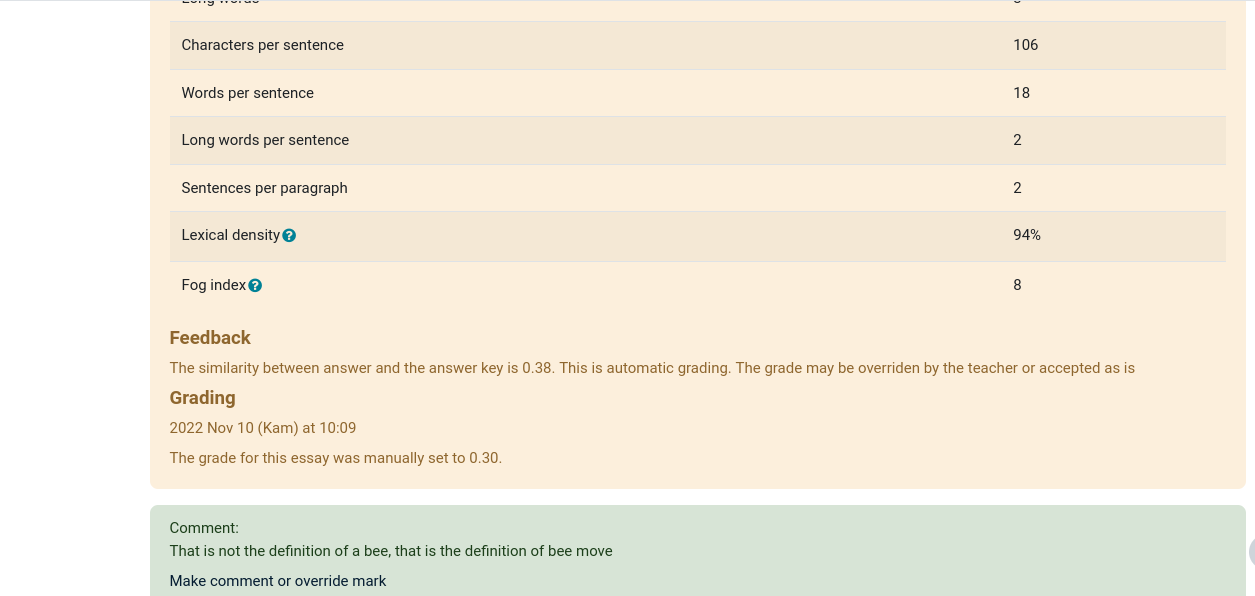 Characters per sentence 106
Words per sentence 18
Long words per sentence 2
Sentences per paragraph 2
Lexical density 94%
Fog index 8
Feedback
The similarity between answer and the answer key is 0.38. This is automatic grading. The grade may be overriden by the teacher or accepted as is
Grading
2022 Nov 10 (Kam) at 10:09
The grade for this essay was manually set to 0.30.
Comment:
That is not the definition of a bee, that is the definition of bee move
Make comment or override mark